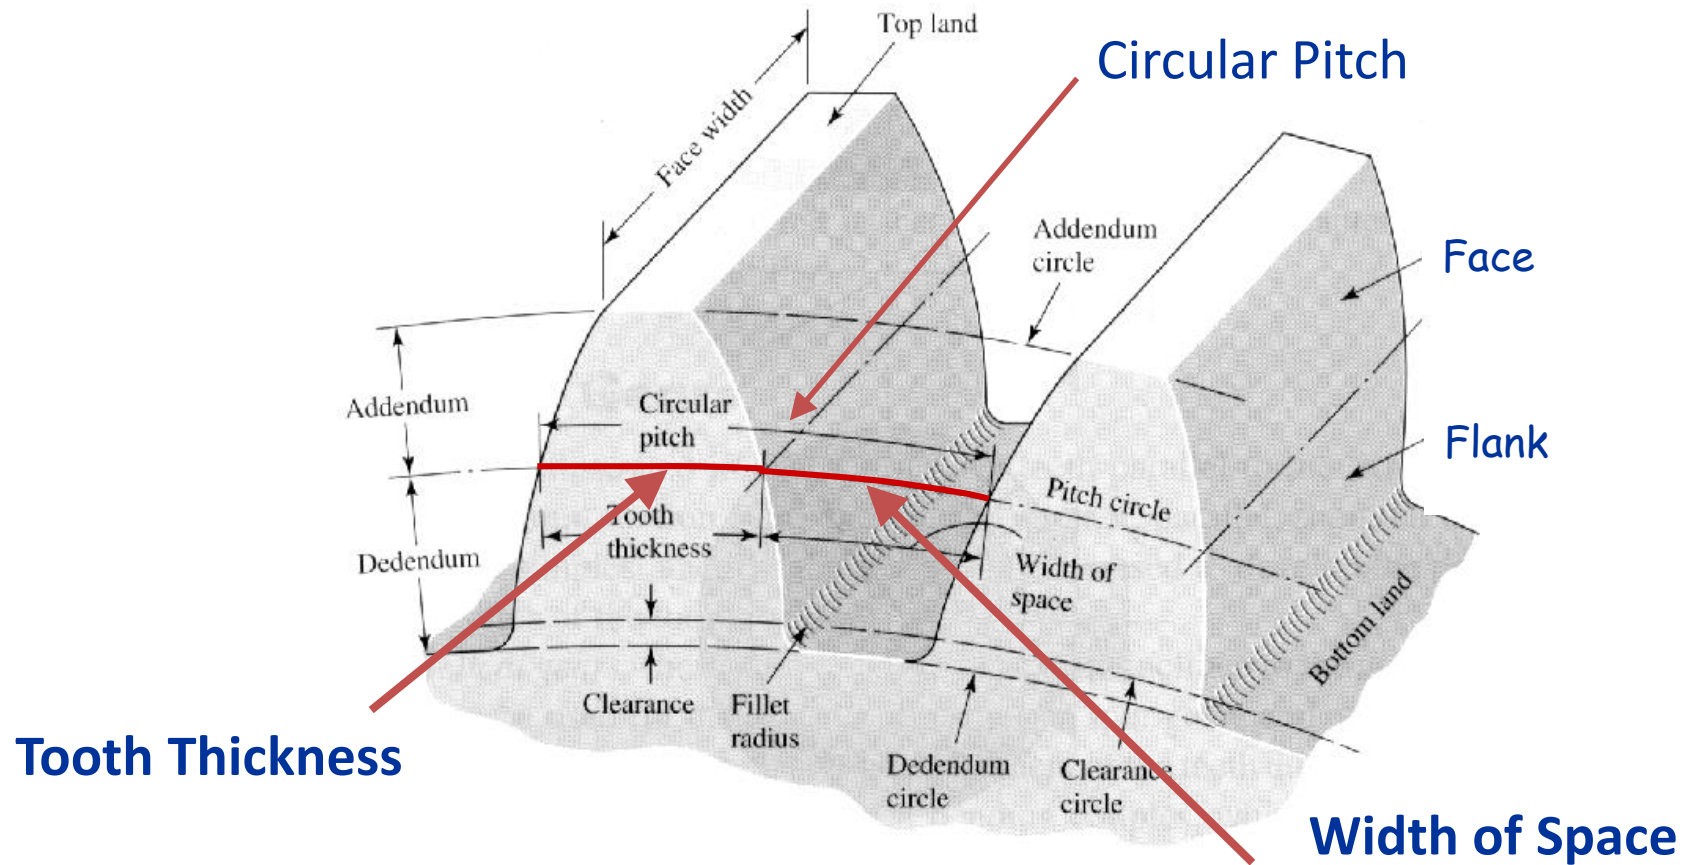 Top land
Circular Pitch
Face width
Addendum
circle
Face
Addendum
Circular
pitch
Flank
Pitch circle
Tooth
thickness
Dedendum
Width of
space
Bottom land
Clearance
Fillet
radius
Tooth Thickness
Dedendum
circle
Clearance
circle
Width of Space